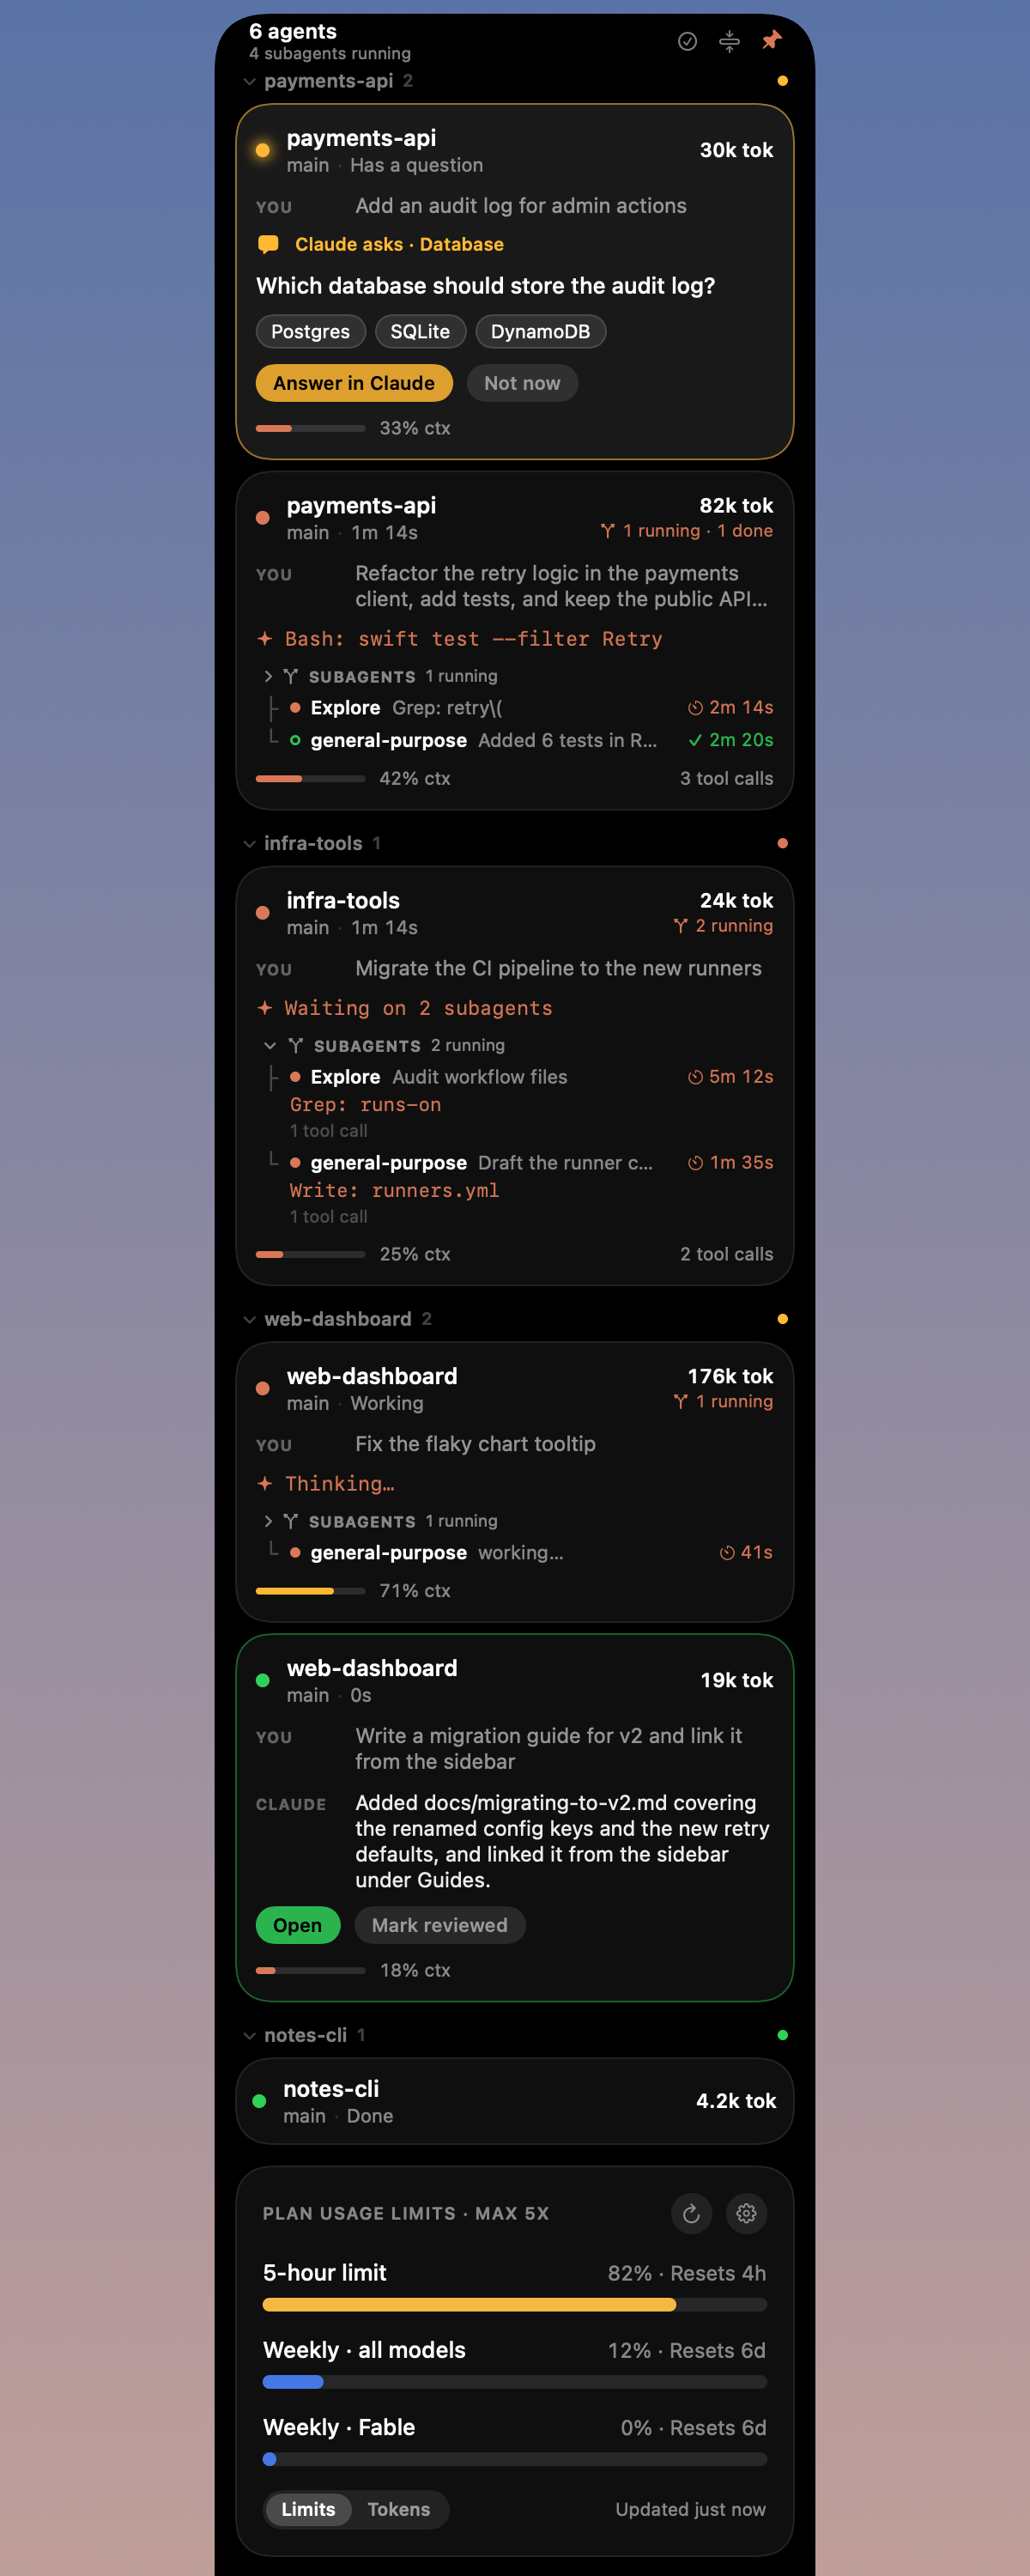 6 agents
4 subagents running
payments-api 2
payments-api
30k tok
main · Has a question
YOU Add an audit log for admin actions
Claude asks · Database
Which database should store the audit log?
Postgres SQLite DynamoDB
Answer in Claude Not now
33% ctx
payments-api
82k tok
main · 1m 14s
1 running · 1 done
YOU Refactor the retry logic in the payments
client, add tests, and keep the public API…
Bash: swift test --filter Retry
SUBAGENTS 1 running
Explore Grep: retry\( 2m 14s
general-purpose Added 6 tests in R… 2m 20s
42% ctx 3 tool calls
infra-tools 1
infra-tools
24k tok
main · 1m 14s
2 running
YOU Migrate the CI pipeline to the new runners
Waiting on 2 subagents
SUBAGENTS 2 running
Explore Audit workflow files 5m 12s
Grep: runs-on
1 tool call
general-purpose Draft the runner c… 1m 35s
Write: runners.yml
1 tool call
25% ctx 2 tool calls
web-dashboard 2
web-dashboard
176k tok
main · Working
1 running
YOU Fix the flaky chart tooltip
Thinking…
SUBAGENTS 1 running
general-purpose working… 41s
71% ctx
web-dashboard
19k tok
main · 0s
YOU Write a migration guide for v2 and link it
from the sidebar
CLAUDE Added docs/migrating-to-v2.md covering
the renamed config keys and the new retry
defaults, and linked it from the sidebar
under Guides.
Open Mark reviewed
18% ctx
notes-cli 1
notes-cli
4.2k tok
main · Done
PLAN USAGE LIMITS · MAX 5X
5-hour limit 82% · Resets 4h
Weekly · all models 12% · Resets 6d
Weekly · Fable 0% · Resets 6d
Limits Tokens Updated just now